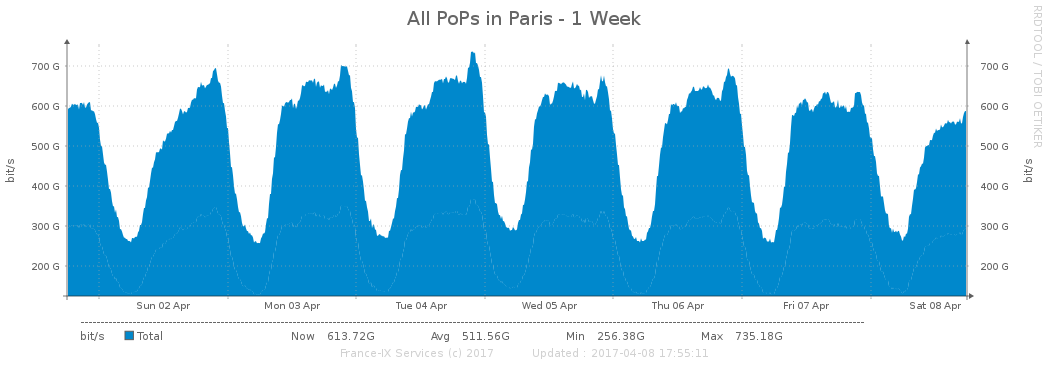 All PoPs in Paris - 1 Week
RRDTOOL / TOBI OETIKER
bit/s
700 G 700 G
600 G 600 G
500 G 500 G
400 G 400 G
300 G 300 G
200 G 200 G
bit/s
Sun 02 Apr Mon 03 Apr Tue 04 Apr Wed 05 Apr Thu 06 Apr Fri 07 Apr Sat 08 Apr
bit/s Total Now 613.72G Avg 511.56G Min 256.38G Max 735.18G
France-IX Services (c) 2017 Updated : 2017-04-08 17:55:11